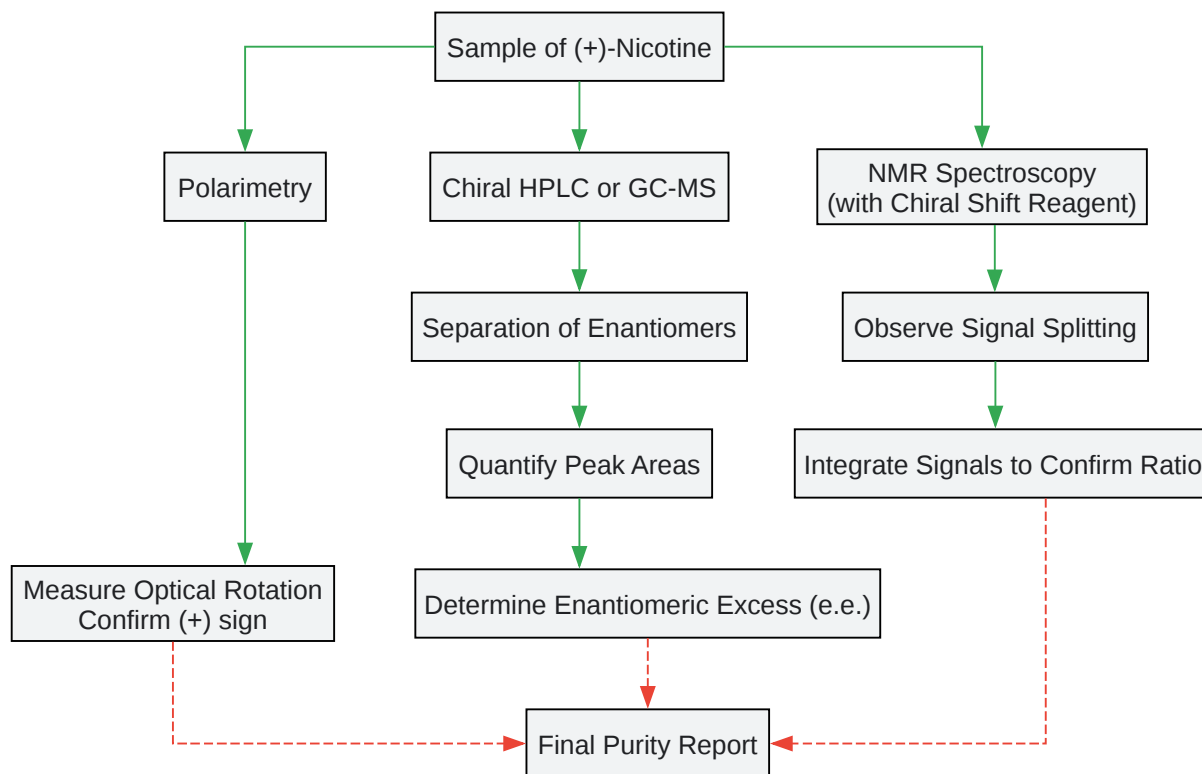 Sample of (+)-Nicotine
Polarimetry
Chiral HPLC or GC-MS
NMR Spectroscopy
(with Chiral Shift Reagent)
Separation of Enantiomers
Observe Signal Splitting
Quantify Peak Areas
Integrate Signals to Confirm Ratio
Measure Optical Rotation
Confirm (+) sign
Determine Enantiomeric Excess (e.e.)
Final Purity Report